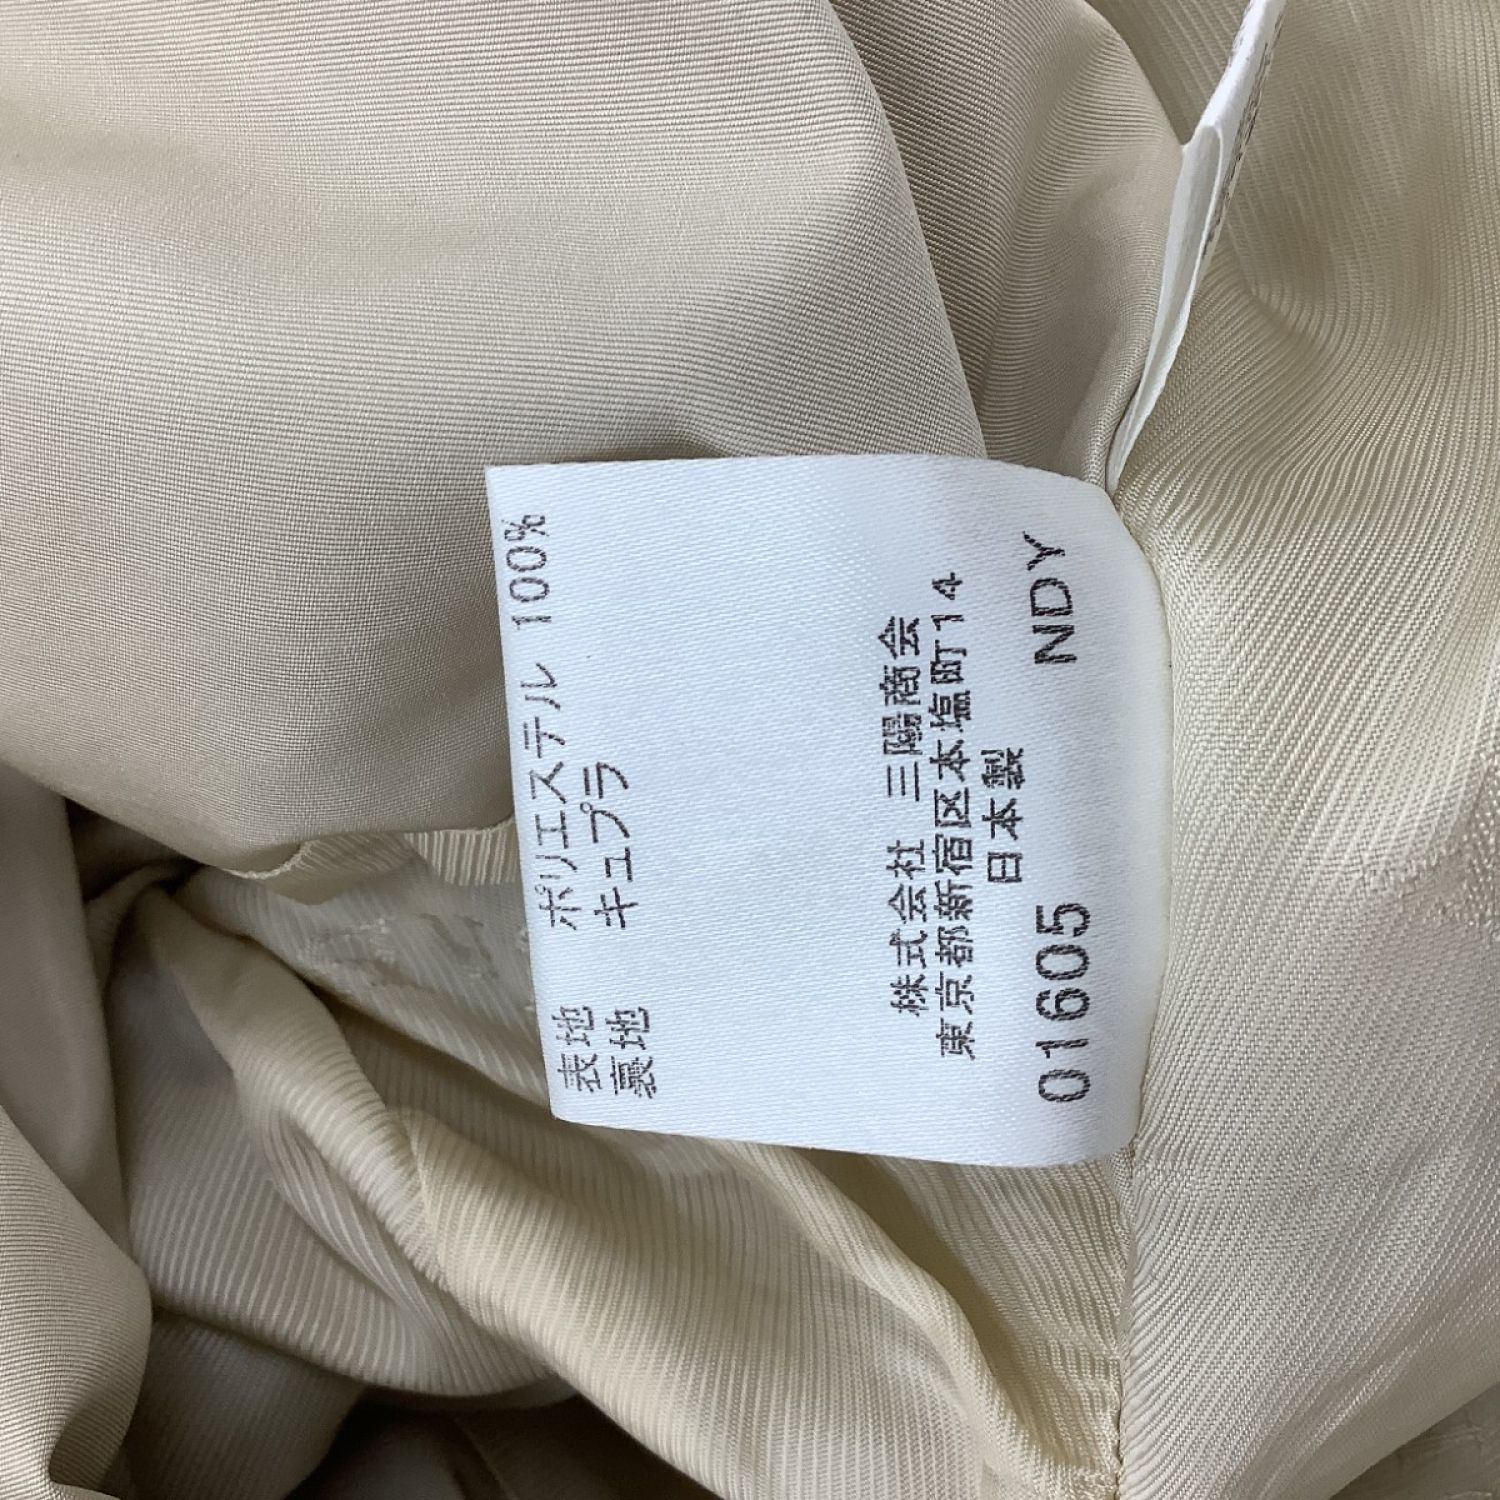 表地 ポリエステル 100%
裏地 キュプラ
株式会社 三陽商会
東京都新宿区本塩町14
日本製
01605 NDY